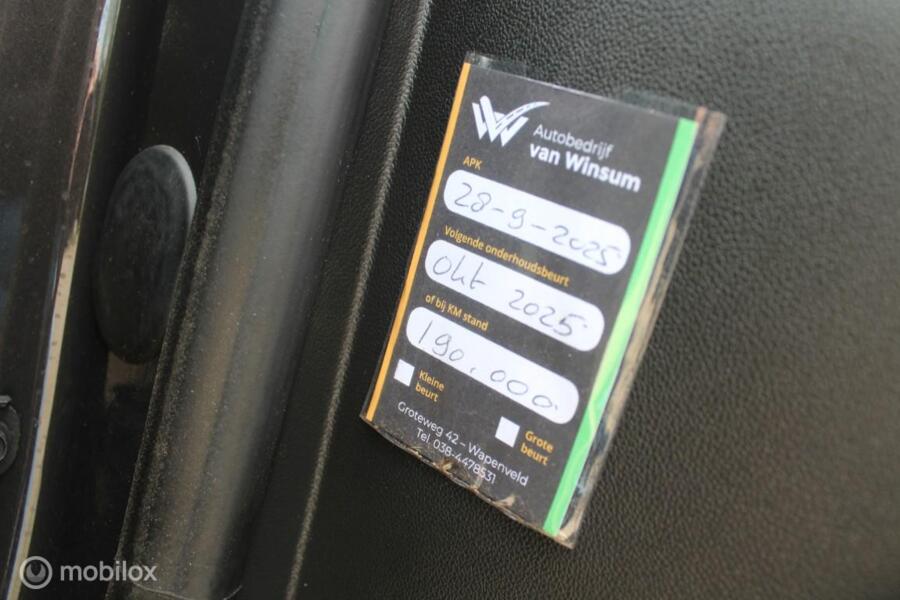 Autobedrijf
van Winsum
APK
28-9-2025
Volgende onderhoudsbeurt
okt 2025
of bij KM stand
190.000
Kleine
beurt
Grote
beurt
Groteweg 42 – Wapenveld
Tel. 038-4478531
mobilox